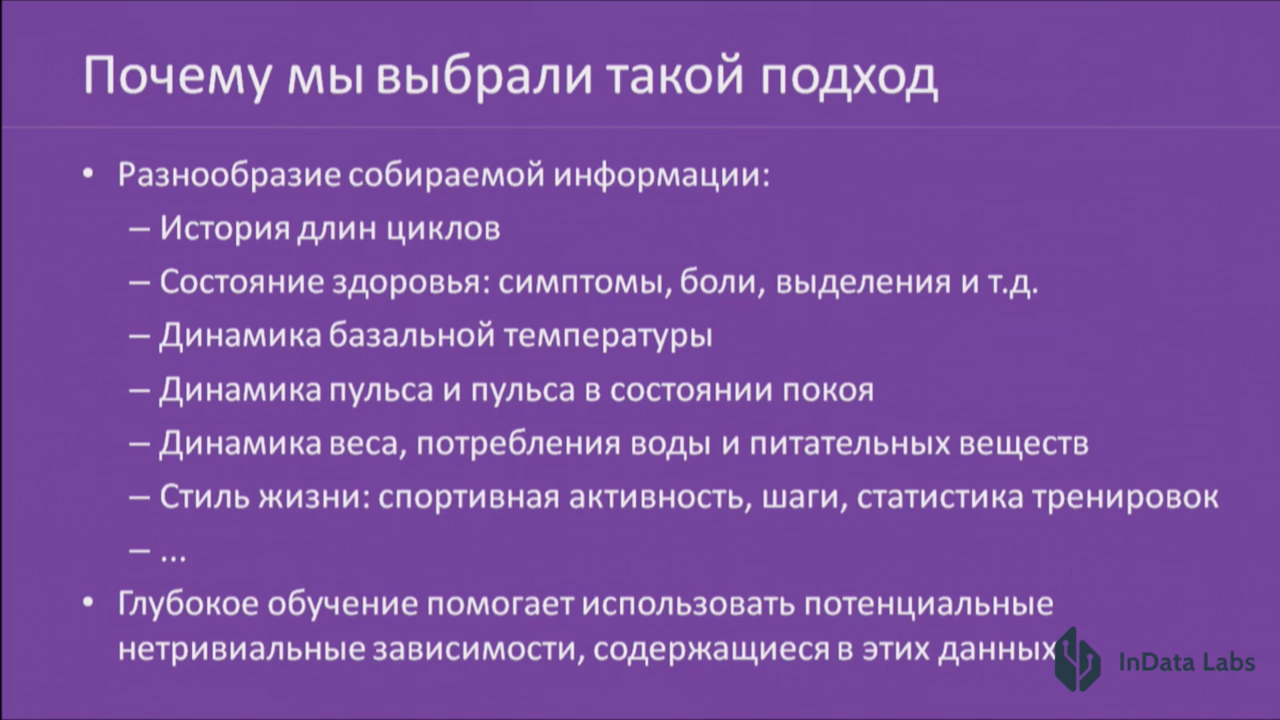 Почему мы выбрали такой подход
• Разнообразие собираемой информации:
– История длин циклов
– Состояние здоровья: симптомы, боли, выделения и т.д.
– Динамика базальной температуры
– Динамика пульса и пульса в состоянии покоя
– Динамика веса, потребления воды и питательных веществ
– Стиль жизни: спортивная активность, шаги, статистика тренировок
– ...
• Глубокое обучение помогает использовать потенциальные
нетривиальные зависимости, содержащиеся в этих данных
InData Labs